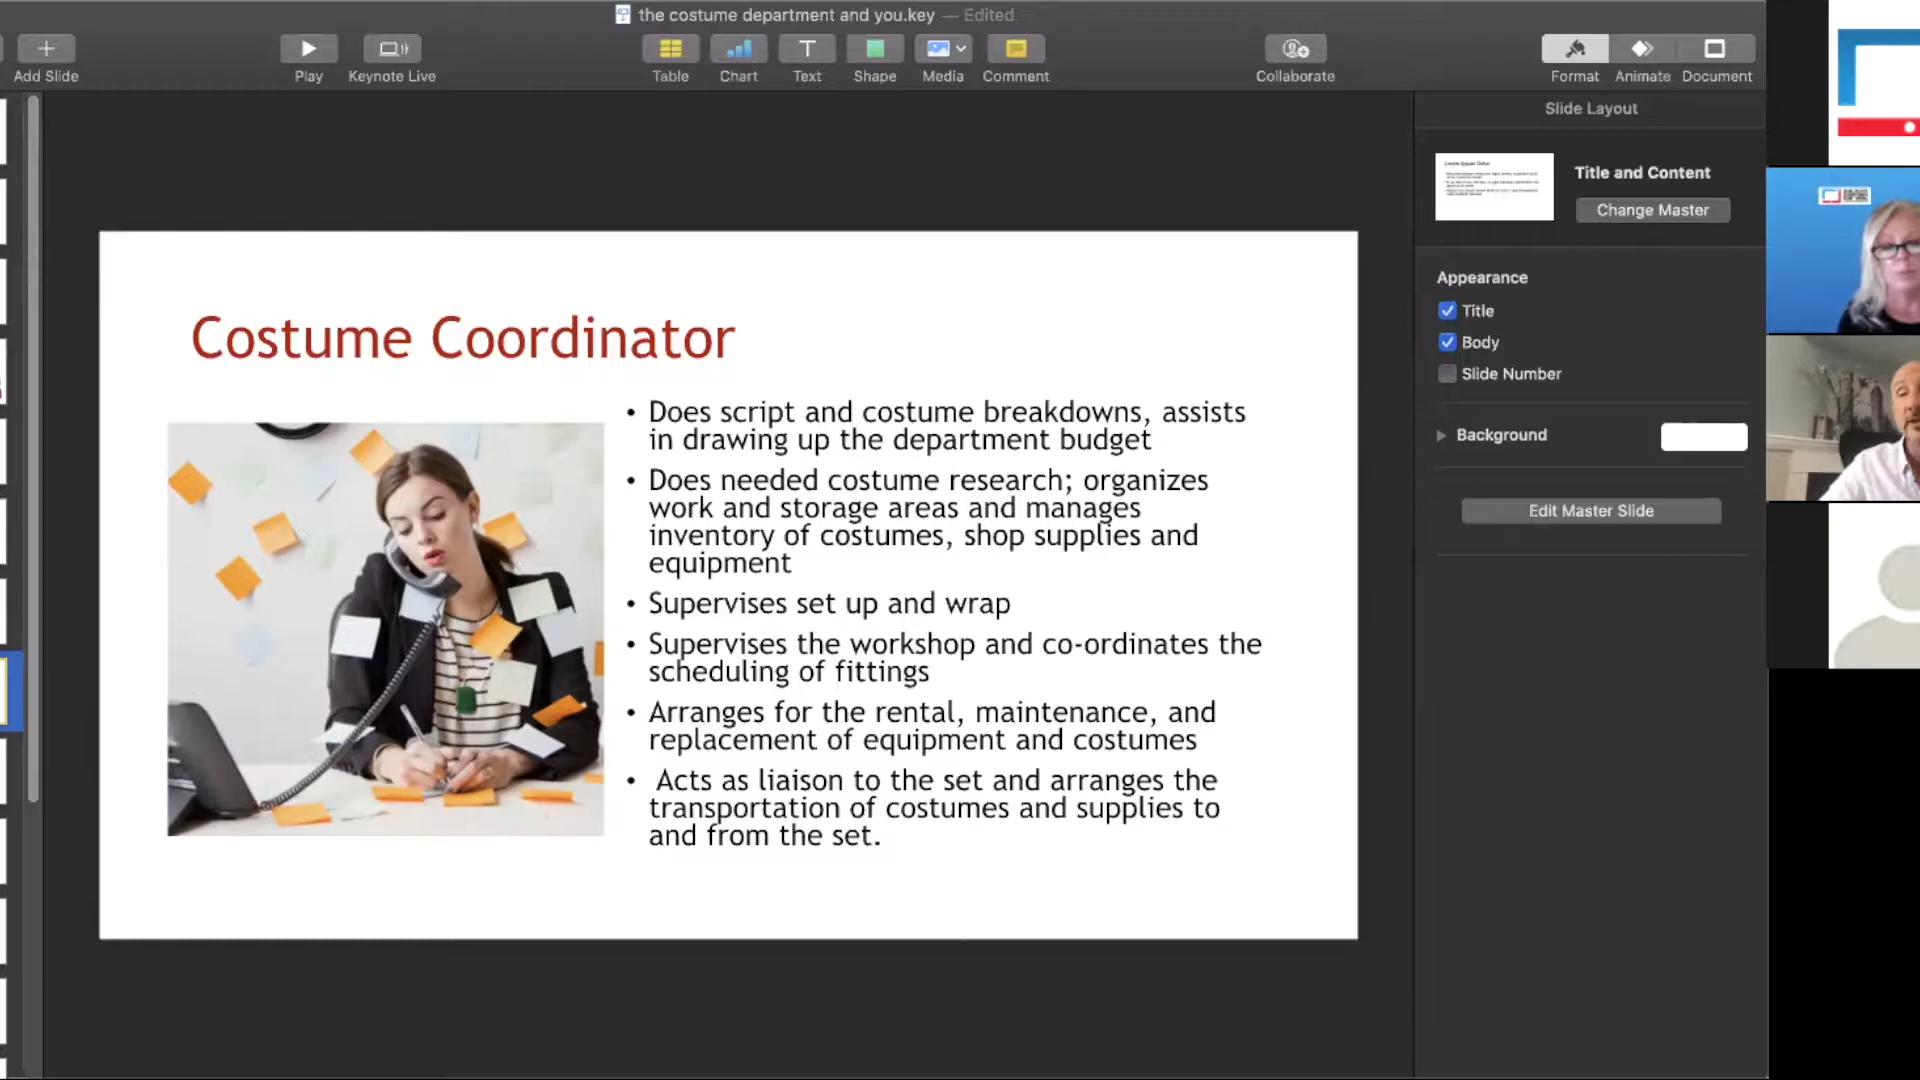 the costume department and you.key — Edited
Add Slide
Play
Keynote Live
Table
Chart
Text
Shape
Media
Comment
Collaborate
Format
Animate
Document
Slide Layout
Title and Content
Change Master
Appearance
Title
Body
Slide Number
Background
Edit Master Slide
Costume Coordinator
• Does script and costume breakdowns, assists
in drawing up the department budget
• Does needed costume research; organizes
work and storage areas and manages
inventory of costumes, shop supplies and
equipment
• Supervises set up and wrap
• Supervises the workshop and co-ordinates the
scheduling of fittings
• Arranges for the rental, maintenance, and
replacement of equipment and costumes
• Acts as liaison to the set and arranges the
transportation of costumes and supplies to
and from the set.